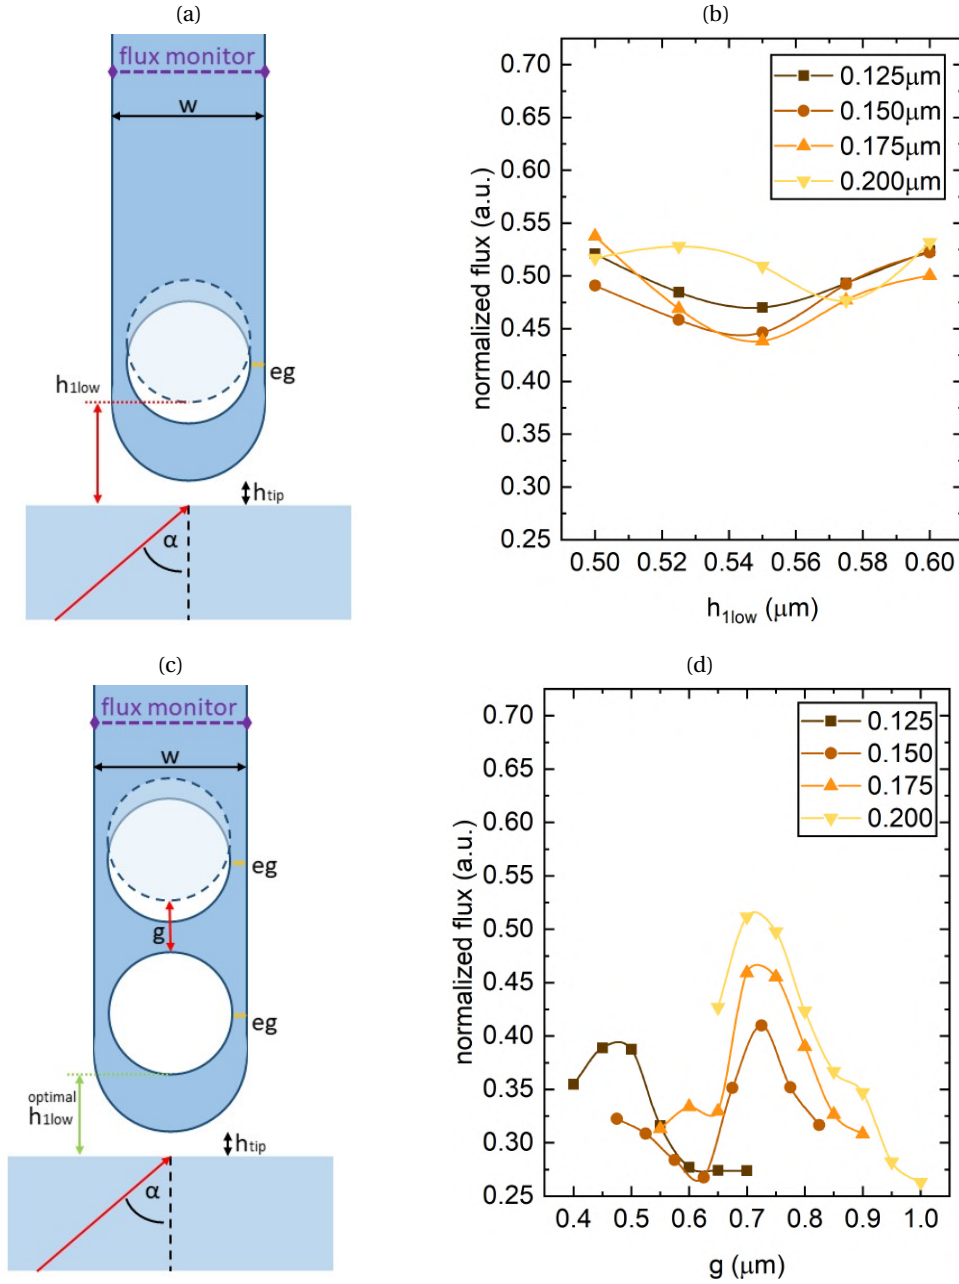 (a)
flux monitor
w
eg
h1low
htip
α
(b)
0.70
0.65
0.60
0.55
0.50
0.45
0.40
0.35
0.30
0.25
normalized flux (a.u.)
0.125μm
0.150μm
0.175μm
0.200μm
0.50 0.52 0.54 0.56 0.58 0.60
h1low (μm)
(c)
flux monitor
w
eg
g
eg
optimal
h1low
htip
α
(d)
0.70
0.65
0.60
0.55
0.50
0.45
0.40
0.35
0.30
0.25
normalized flux (a.u.)
0.125
0.150
0.175
0.200
0.4 0.5 0.6 0.7 0.8 0.9 1.0
g (μm)